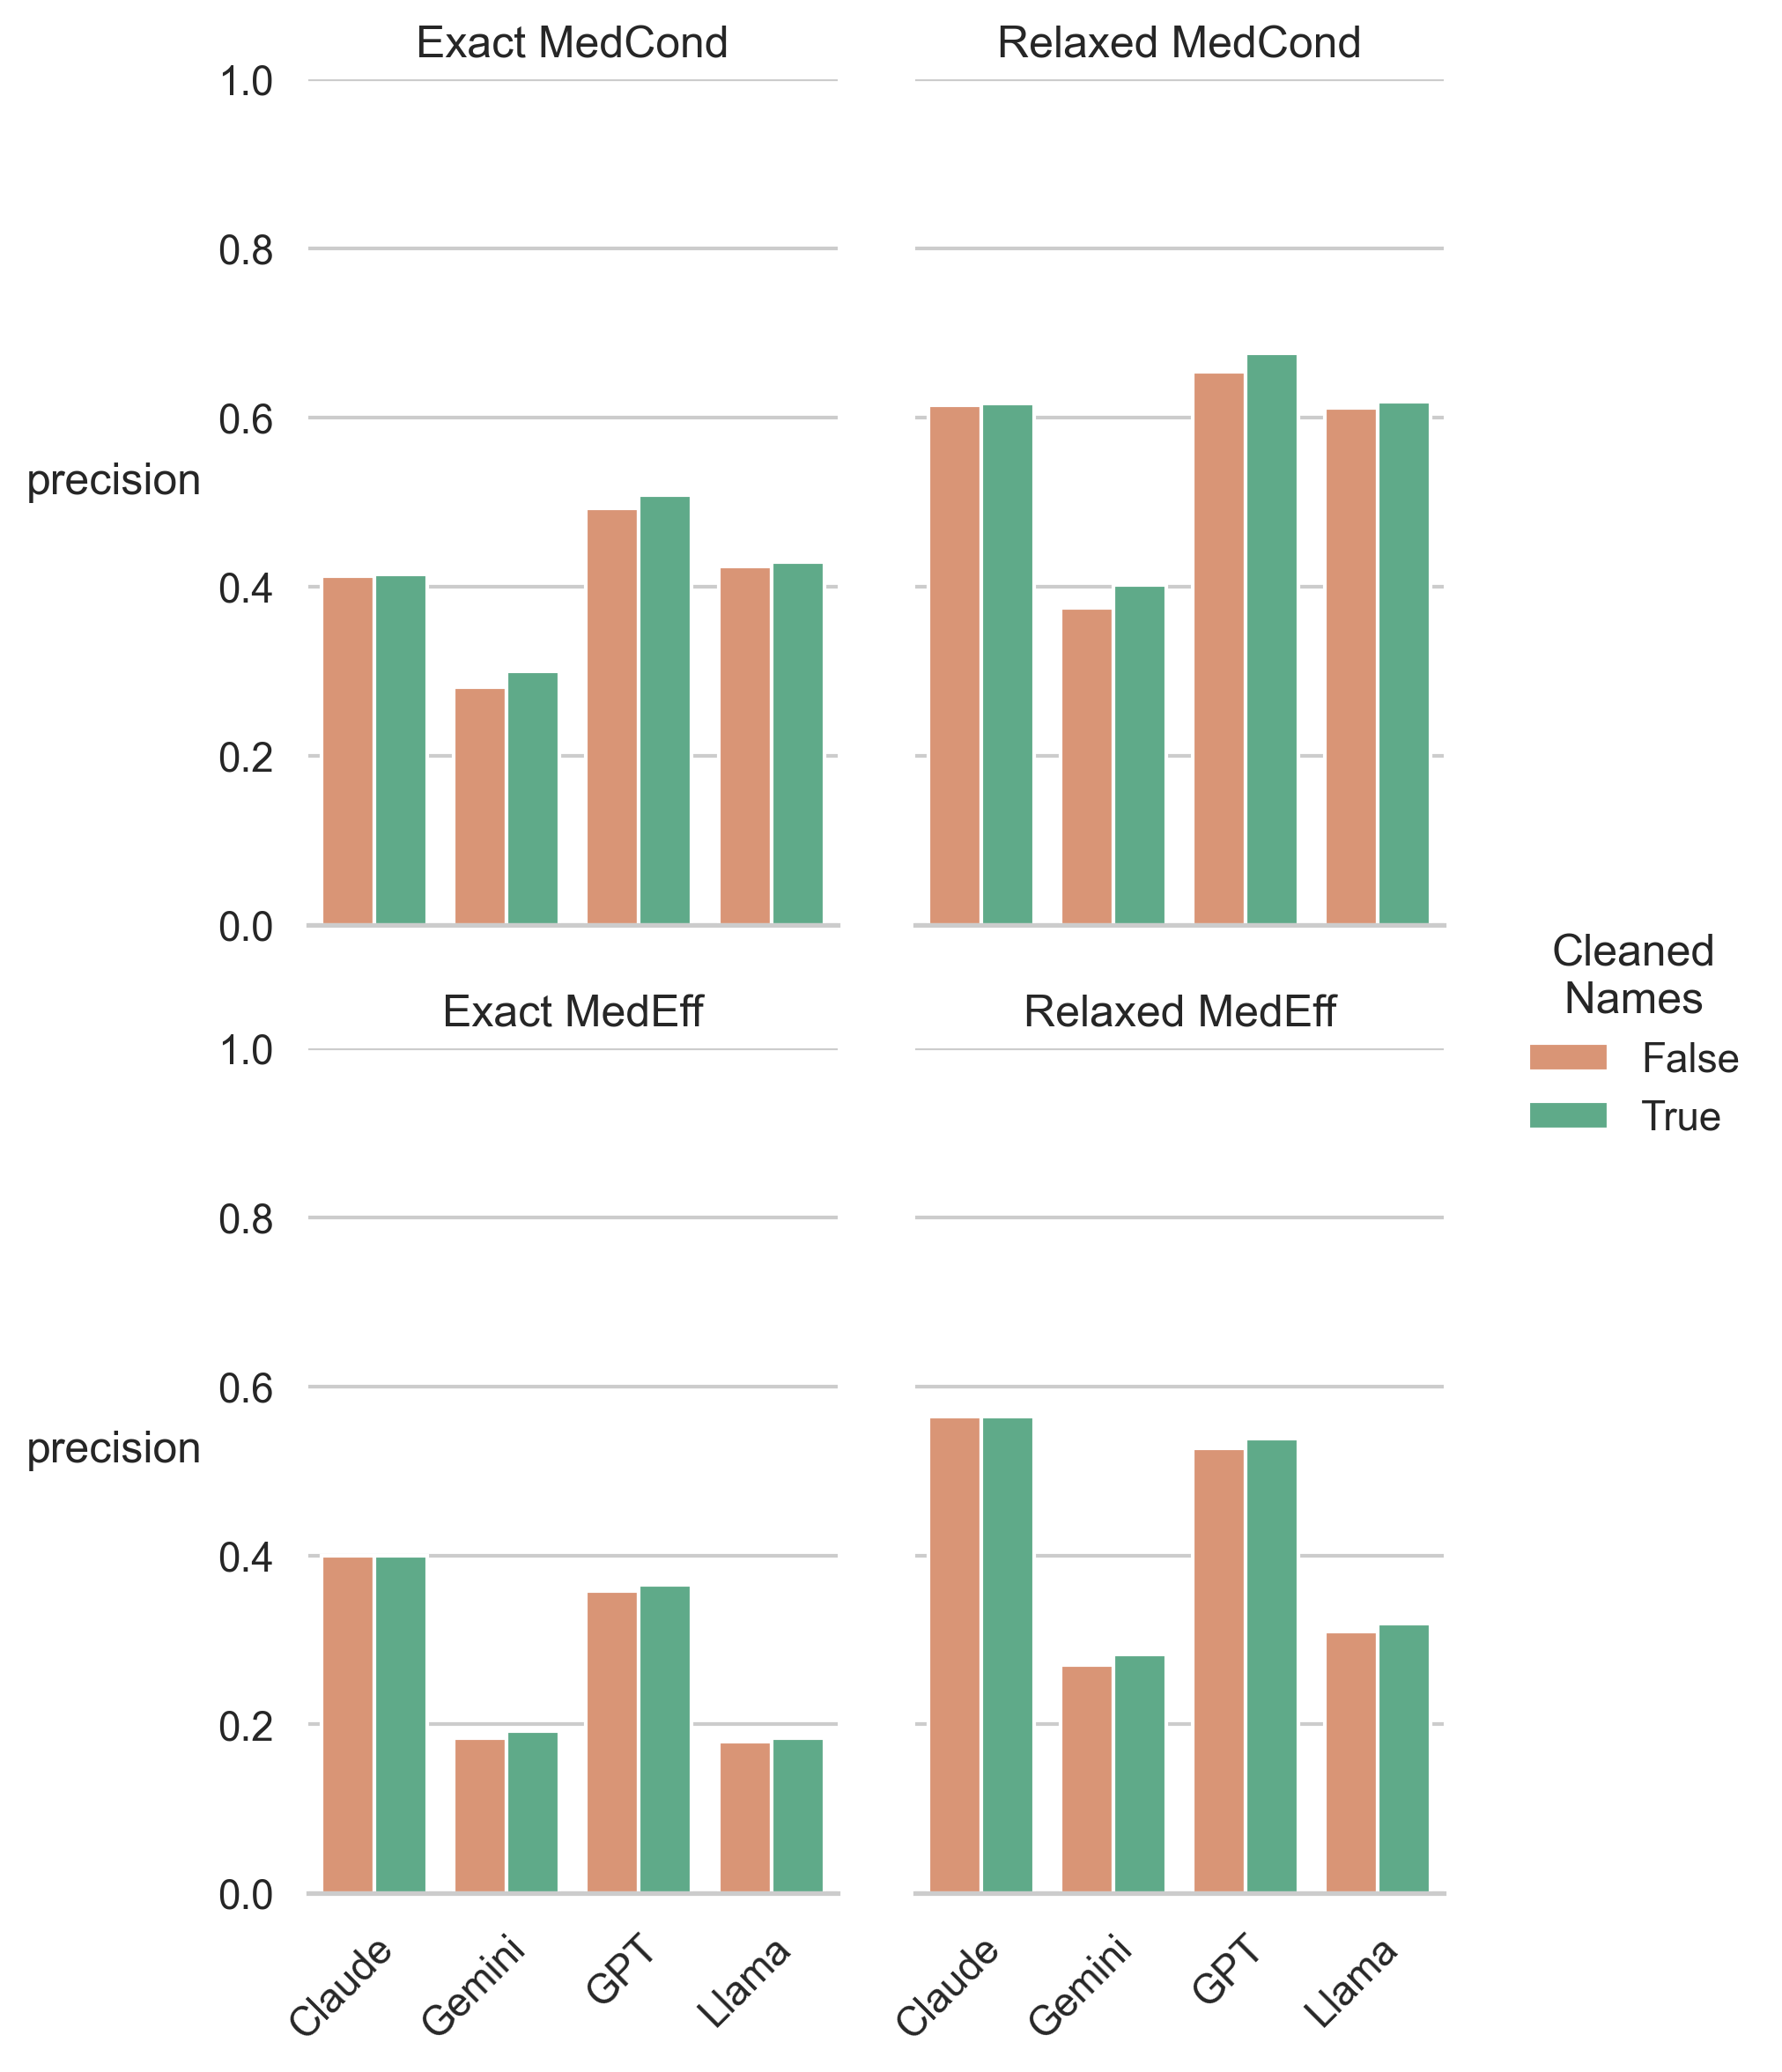 Exact MedCond
Relaxed MedCond
1.0
0.8
0.6
precision
0.4
0.2
0.0
Cleaned
Names
False
True
Exact MedEff
Relaxed MedEff
1.0
0.8
0.6
precision
0.4
0.2
0.0
Claude
Gemini
GPT
Llama
Claude
Gemini
GPT
Llama